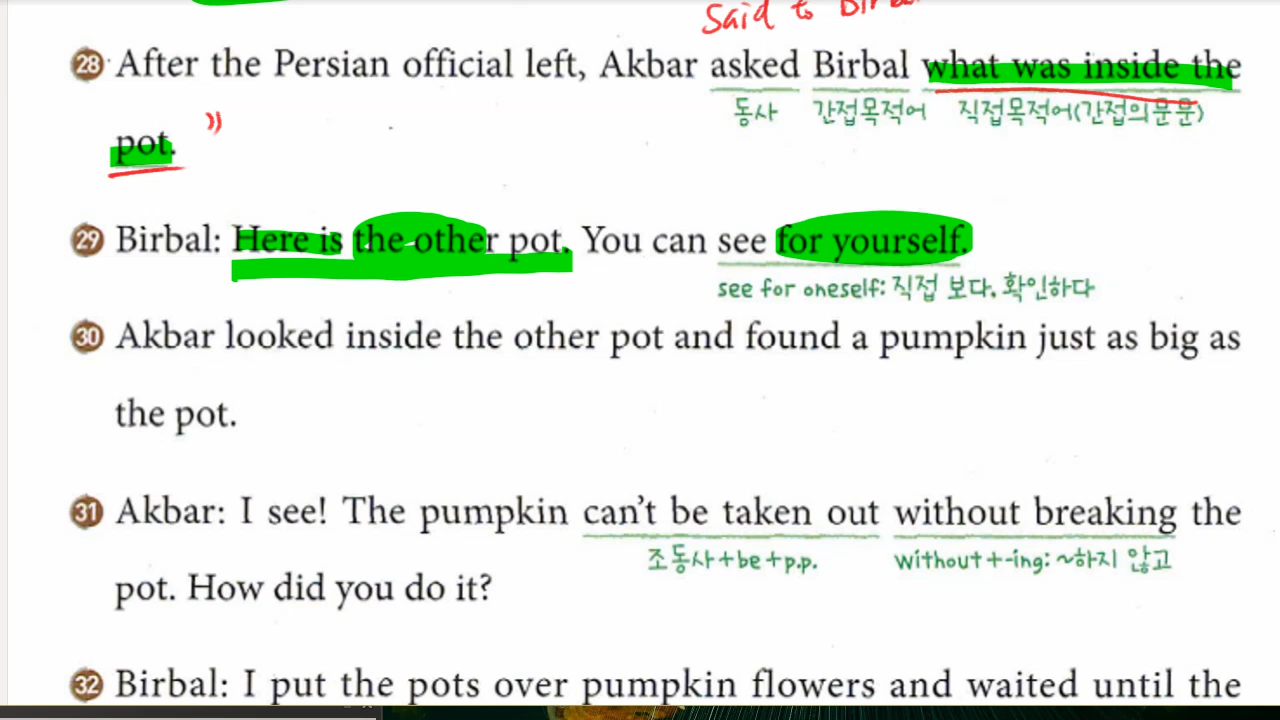 Said to Bir
28 After the Persian official left, Akbar asked Birbal what was inside the
동사 간접목적어 직접목적어(간접의문문)
pot. "
29 Birbal: Here is the other pot. You can see for yourself.
see for oneself: 직접 보다, 확인하다
30 Akbar looked inside the other pot and found a pumpkin just as big as
the pot.
31 Akbar: I see! The pumpkin can't be taken out without breaking the
조동사+be+p.p. without+-ing: ~하지 않고
pot. How did you do it?
32 Birbal: I put the pots over pumpkin flowers and waited until the